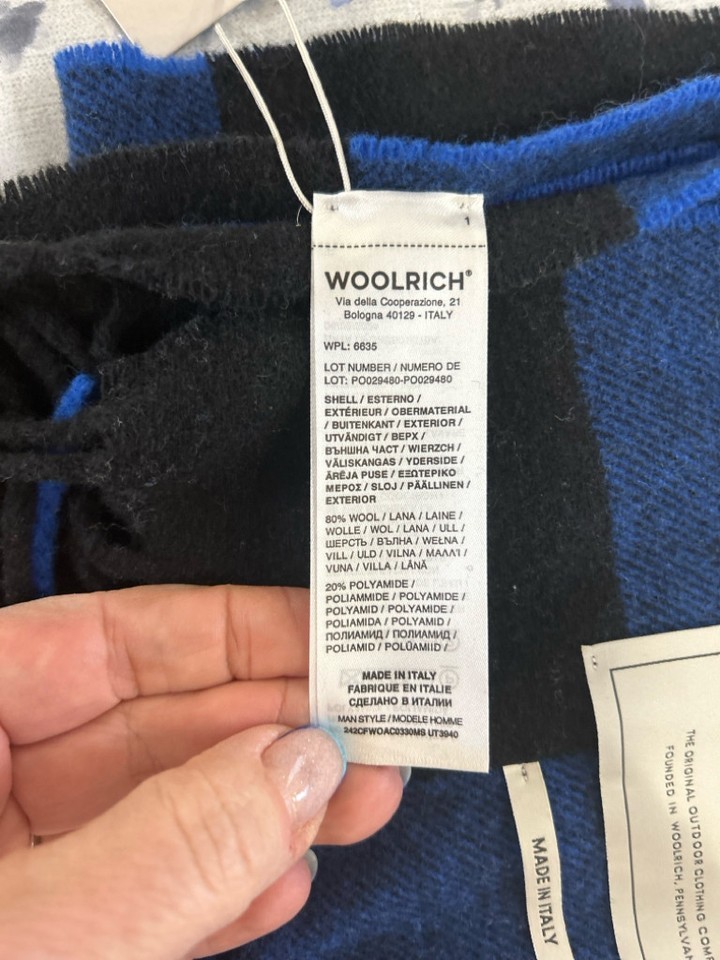 1
WOOLRICH®
Via della Cooperazione, 21
Bologna 40129 - ITALY
WPL: 6635
LOT NUMBER / NUMERO DE
LOT: PO029480-PO029480
SHELL / ESTERNO /
EXTÉRIEUR / OBERMATERIAL
/ BUITENKANT / EXTERIOR /
UTVÄNDIGT / ВЕРХ /
ВЪНШНА ЧАСТ / WIERZCH /
VÄLISKANGAS / YDERSIDE /
ĀRĒJA PUSE / ΕΞΩΤΕΡΙΚΟ
ΜΕΡΟΣ / SLOJ / PÄÄLLINEN /
EXTERIOR
80% WOOL / LANA / LAINE /
WOLLE / WOL / LANA / ULL /
ШЕРСТЬ / ВЪЛНА / WEŁNA /
VILL / ULD / VILNA / ΜΑΛΛΊ /
VUNA / VILLA / LÂNĂ
20% POLYAMIDE /
POLIAMMIDE / POLYAMIDE /
POLYAMID / POLYAMIDE /
POLIAMIDA / POLYAMID /
ПОЛИАМИД / ПОЛИАМИД /
POLIAMID / POLÜAMIID /
MADE IN ITALY
FABRIQUE EN ITALIE
СДЕЛАНО В ИТАЛИИ
MAN STYLE / MODELE HOMME
242CFWOAC0330MS UT3940
MADE IN ITALY
THE ORIGINAL OUTDOOR CLOTHING
FOUNDED IN WOOLRICH,